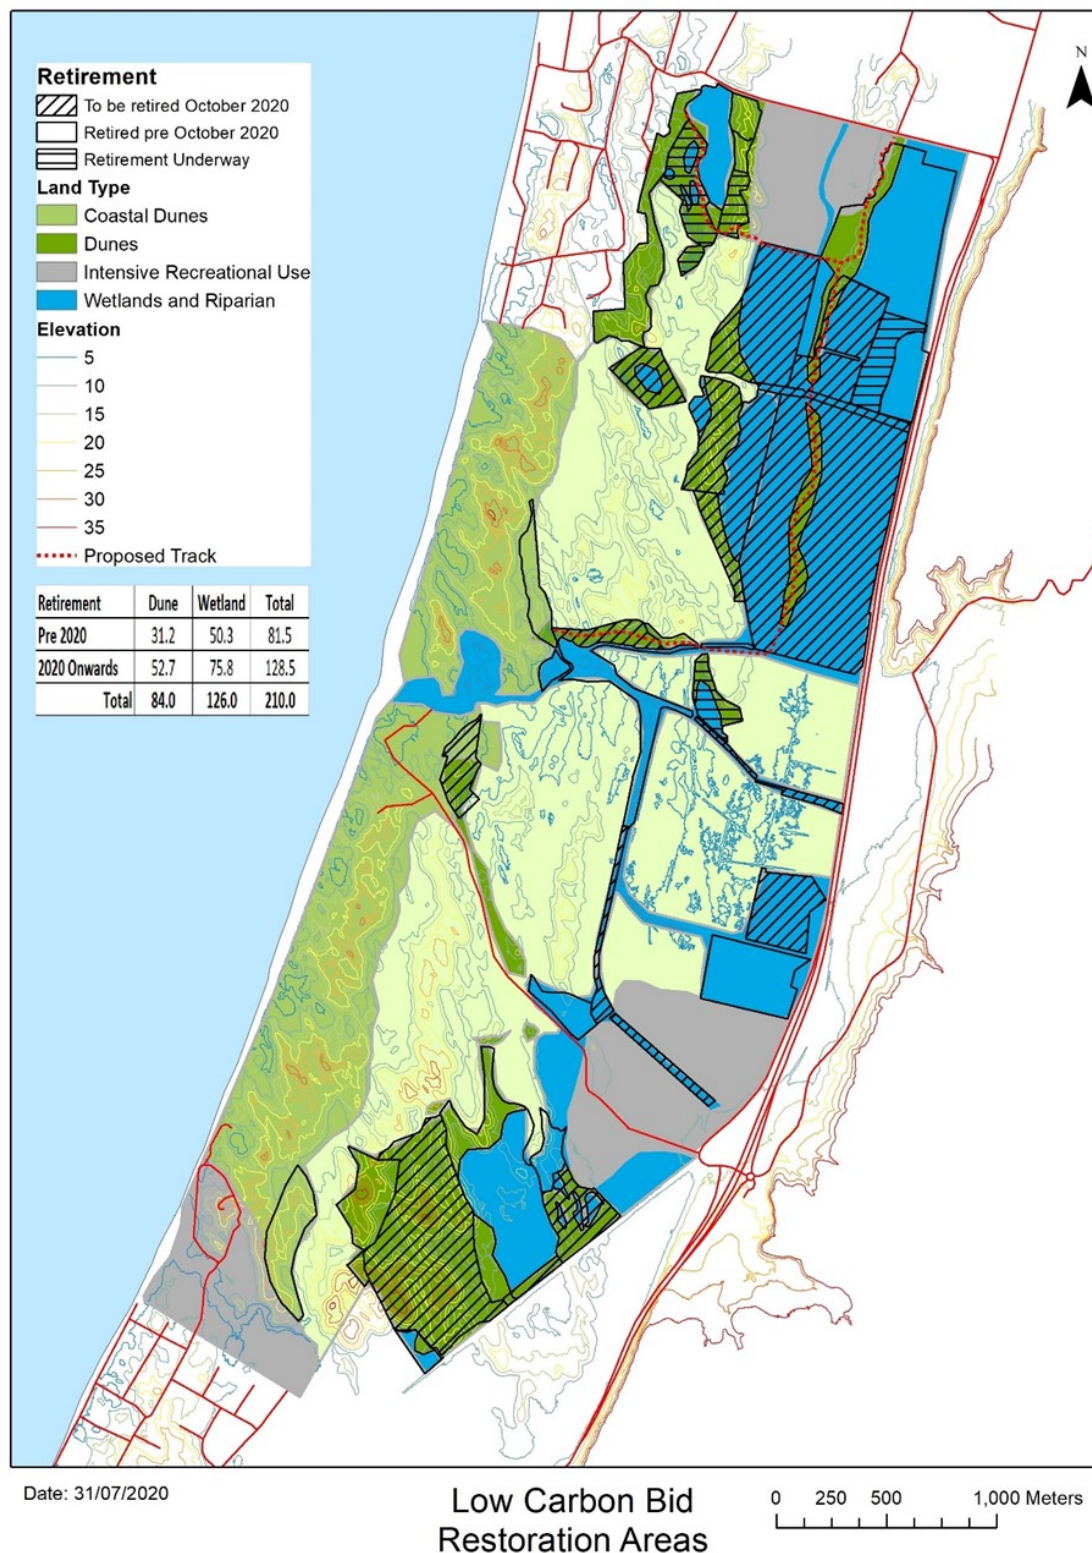 N
Retirement
To be retired October 2020
Retired pre October 2020
Retirement Underway
Land Type
Coastal Dunes
Dunes
Intensive Recreational Use
Wetlands and Riparian
Elevation
5
10
15
20
25
30
35
Proposed Track
Retirement Dune Wetland Total
Pre 2020 31.2 50.3 81.5
2020 Onwards 52.7 75.8 128.5
Total 84.0 126.0 210.0
Date: 31/07/2020
Low Carbon Bid
Restoration Areas
0 250 500 1,000 Meters